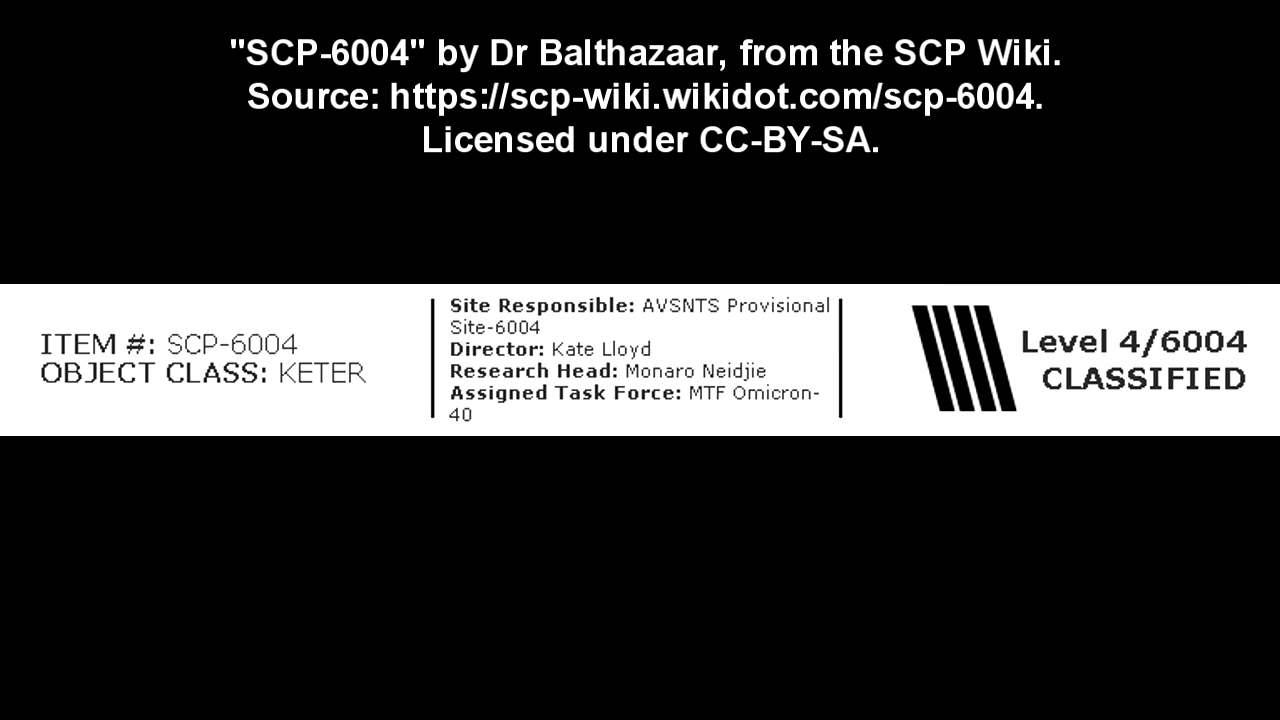 "SCP-6004" by Dr Balthazaar, from the SCP Wiki.
Source: https://scp-wiki.wikidot.com/scp-6004.
Licensed under CC-BY-SA.
ITEM #: SCP-6004
OBJECT CLASS: KETER
Site Responsible: AVSNTS Provisional
Site-6004
Director: Kate Lloyd
Research Head: Monaro Neidjie
Assigned Task Force: MTF Omicron-
40
Level 4/6004
CLASSIFIED